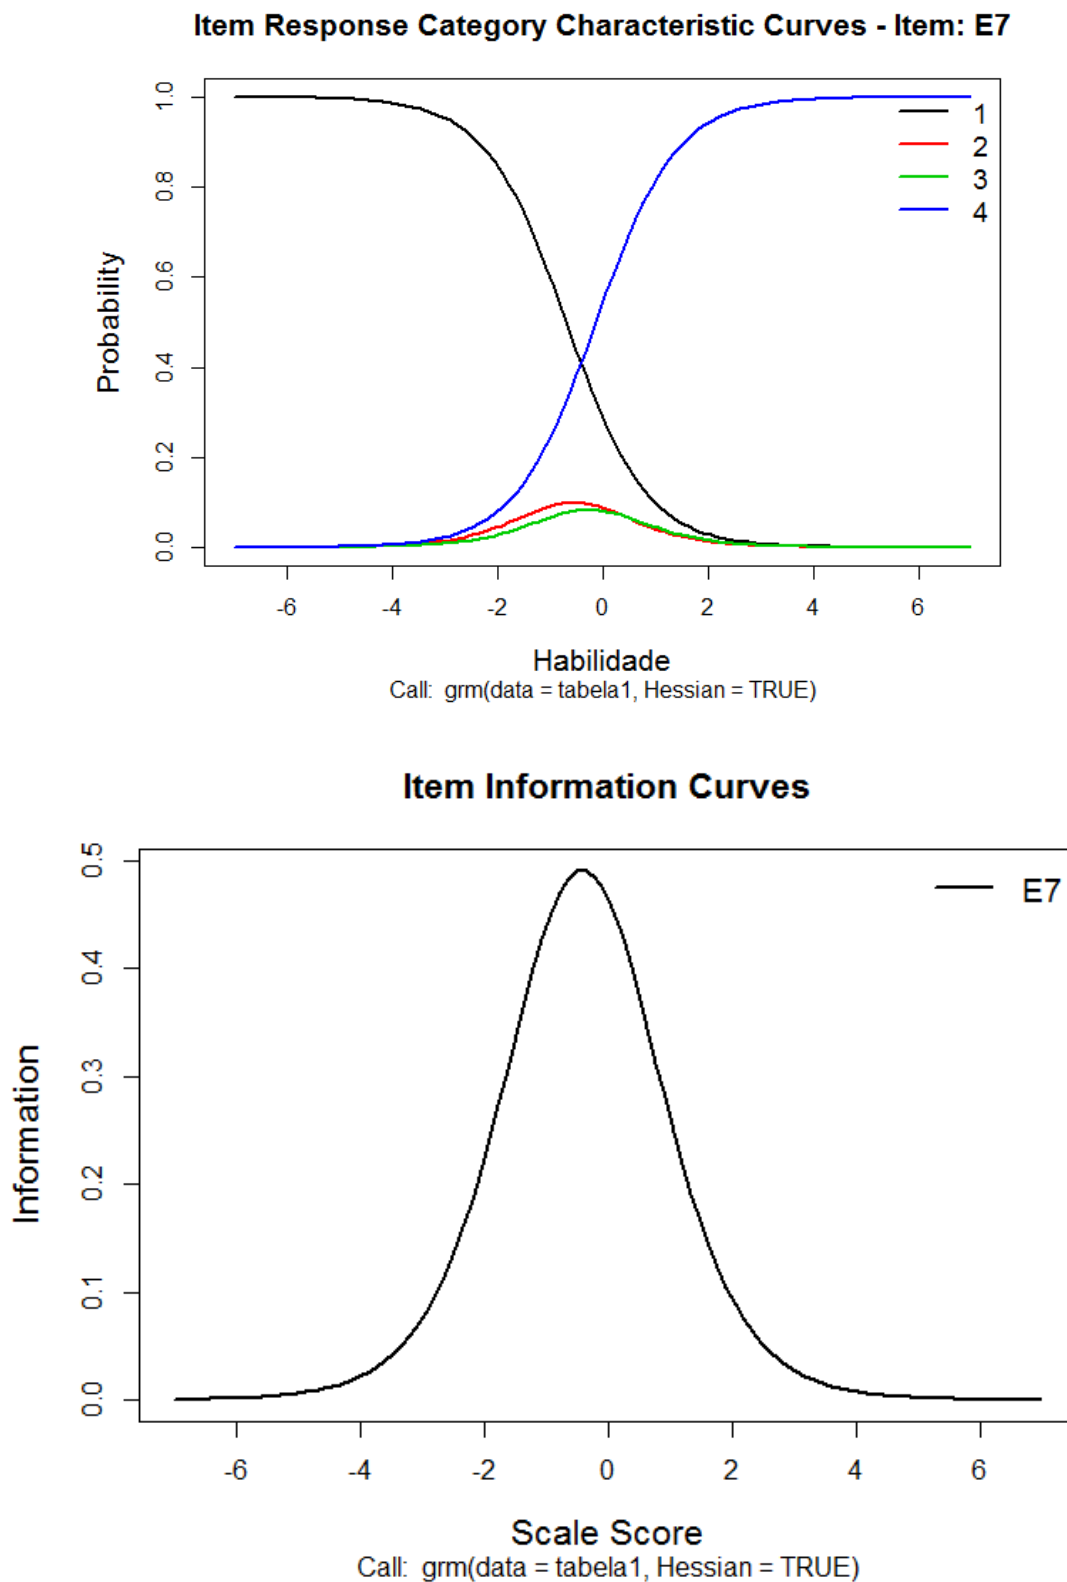 Item Response Category Characteristic Curves - Item: E7
1
2
3
4
Probability
0.0
0.2
0.4
0.6
0.8
1.0
-6 -4 -2 0 2 4 6
Habilidade
Call: grm(data = tabela1, Hessian = TRUE)
Item Information Curves
E7
Information
0.0
0.1
0.2
0.3
0.4
0.5
-6 -4 -2 0 2 4 6
Scale Score
Call: grm(data = tabela1, Hessian = TRUE)